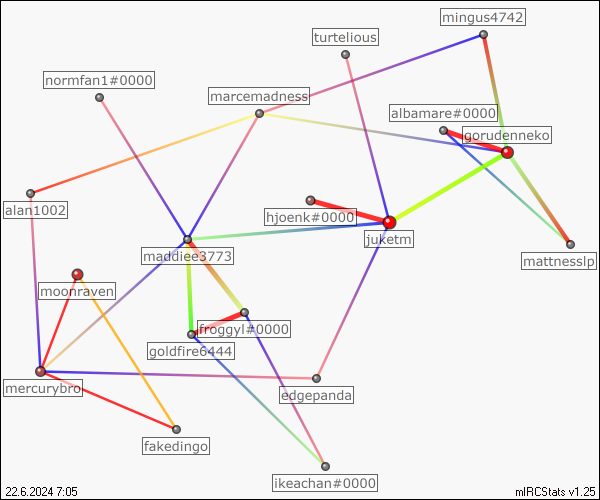 mingus4742
turtelious
normfan1#0000
marcemadness
albamare#0000
gorudenneko
alan1002
hjoenk#0000
juketm
maddiee3773
mattnesslp
moonraven
froggyl#0000
goldfire6444
mercurybro
edgepanda
fakedingo
ikeachan#0000
22.6.2024 7:05
mIRCStats v1.25